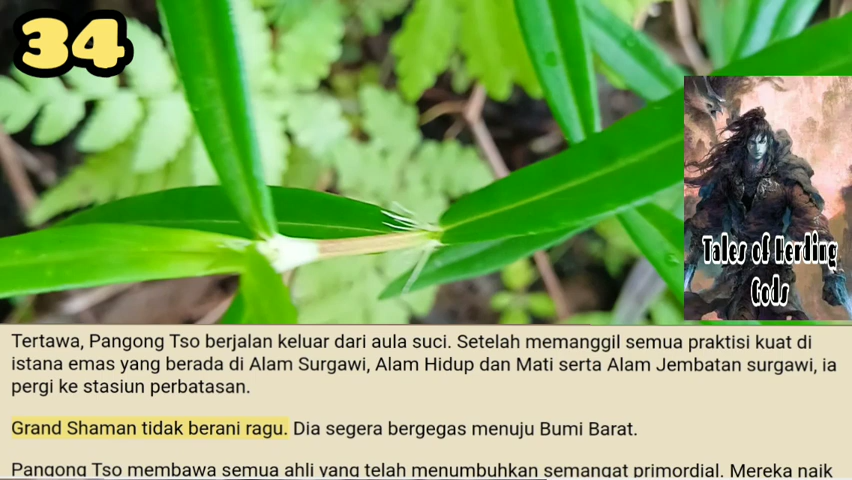 34
Tales of Herding
Gods
Tertawa, Pangong Tso berjalan keluar dari aula suci. Setelah memanggil semua praktisi kuat di
istana emas yang berada di Alam Surgawi, Alam Hidup dan Mati serta Alam Jembatan surgawi, ia
pergi ke stasiun perbatasan.
Grand Shaman tidak berani ragu. Dia segera bergegas menuju Bumi Barat.
Pangong Tso membawa semua ahli yang telah menumbuhkan semangat primordial. Mereka naik